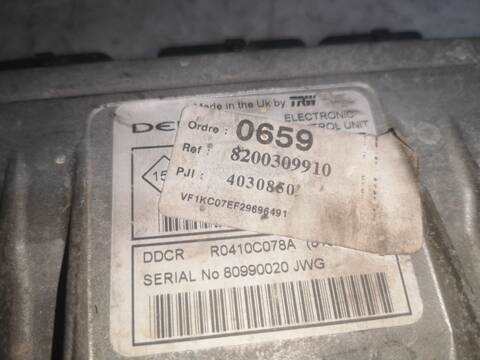 Made in the UK by TRW
ELECTRONIC
UNIT
Ordre : 0659
Ref : 8200309910
PJI : 4030860
VF1KC07EF29696491
15
DDCR R0410C078A
SERIAL No 80990020 JWG